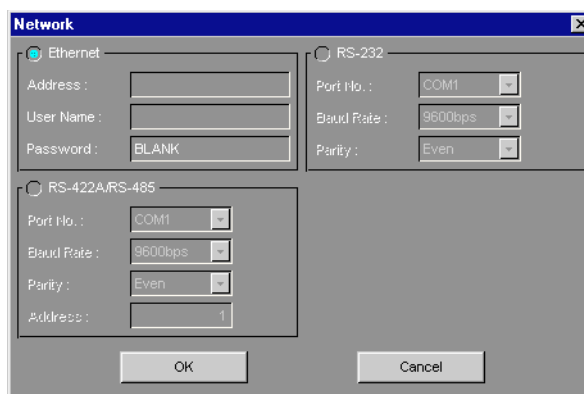 Network
Ethernet
Address :
User Name :
Password : BLANK
RS-232
Port No. : COM1
Baud Rate : 9600bps
Parity : Even
RS-422A/RS-485
Port No. : COM1
Baud Rate : 9600bps
Parity : Even
Address : 1
OK
Cancel